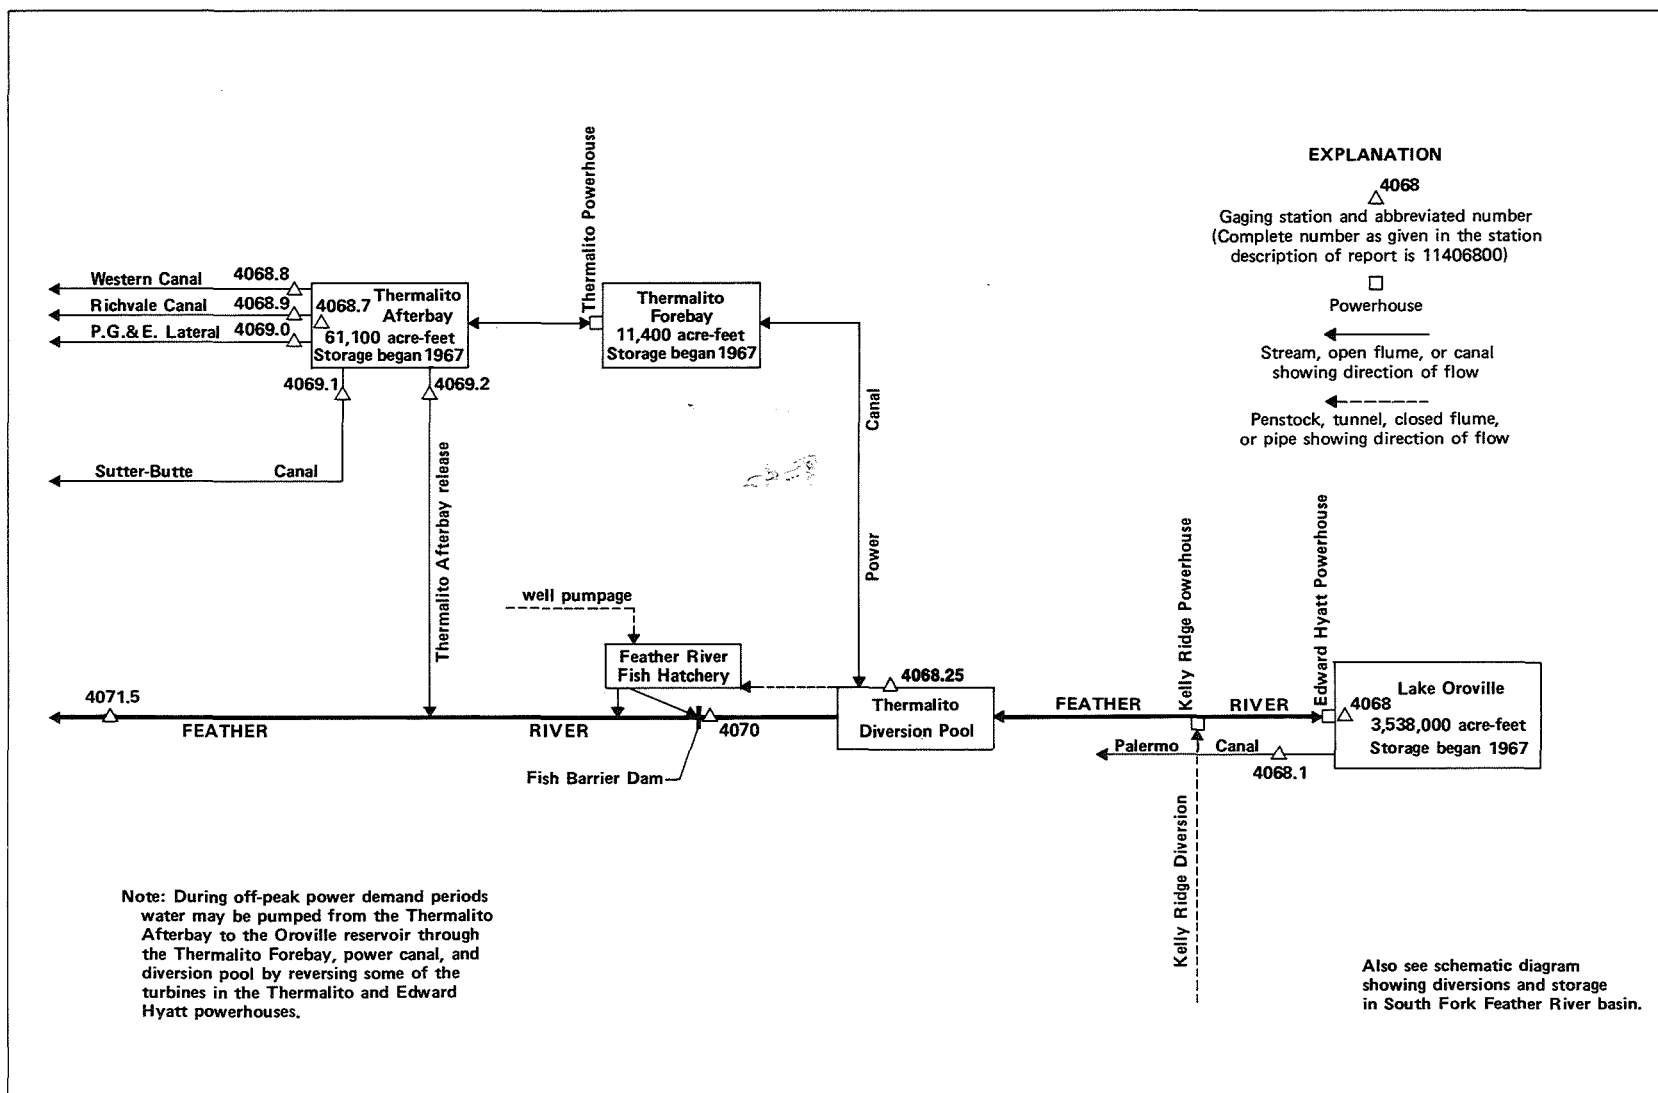 EXPLANATION
4068
Gaging station and abbreviated number
(Complete number as given in the station
description of report is 11406800)
Powerhouse
Stream, open flume, or canal
showing direction of flow
Penstock, tunnel, closed flume,
or pipe showing direction of flow
Thermalito Powerhouse
Western Canal 4068.8
Richvale Canal 4068.9
P.G.&E. Lateral 4069.0
4068.7
Thermalito
Afterbay
61,100 acre-feet
Storage began 1967
Thermalito
Forebay
11,400 acre-feet
Storage began 1967
4069.1
4069.2
Sutter-Butte Canal
Thermalito Afterbay release
Power Canal
well pumpage
Feather River
Fish Hatchery
4068.25
Thermalito
Diversion Pool
Kelly Ridge Powerhouse
Edward Hyatt Powerhouse
Lake Oroville
4068
3,538,000 acre-feet
Storage began 1967
FEATHER RIVER
Palermo Canal
4068.1
Kelly Ridge Diversion
4071.5
FEATHER RIVER
4070
Fish Barrier Dam
Note: During off-peak power demand periods
water may be pumped from the Thermalito
Afterbay to the Oroville reservoir through
the Thermalito Forebay, power canal, and
diversion pool by reversing some of the
turbines in the Thermalito and Edward
Hyatt powerhouses.
Also see schematic diagram
showing diversions and storage
in South Fork Feather River basin.